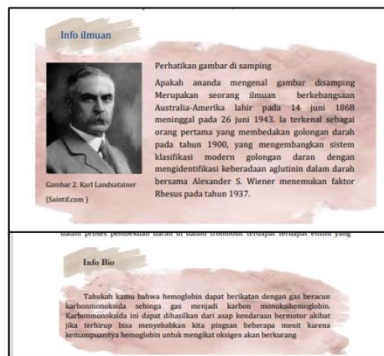 Info ilmuan
Perhatikan gambar di samping
Apakah ananda mengenal gambar disamping
Merupakan seorang ilmuan berkebangsaan
Australia-Amerika lahir pada 14 juni 1868
meninggal pada 26 juni 1943. Ia terkenal sebagai
orang pertama yang membedakan golongan darah
pada tahun 1900, yang mengembangkan sistem
klasifikasi modern golongan darah dengan
mengidentifikasi keberadaan aglutinin dalam darah
bersama Alexander S. Wiener menemukan faktor
Rhesus pada tahun 1937.
Gambar 2. Karl Landsatainer
(Saintif.com )
Info Bio
Tahukah kamu bahwa hemoglobin dapat berikatan dengan gas beracun
karbonmonoksida sehinga gas menjadi karbon monoksihemoglobin.
Karbonmonoksida ini dapat dihasilkan dari asap kendaraan bermotor akibat
jika terhirup bisa menyebabkan kita pingsan beberapa menit karena
kemampuannya hemoglobin untuk mengikat oksigen akan berkurang